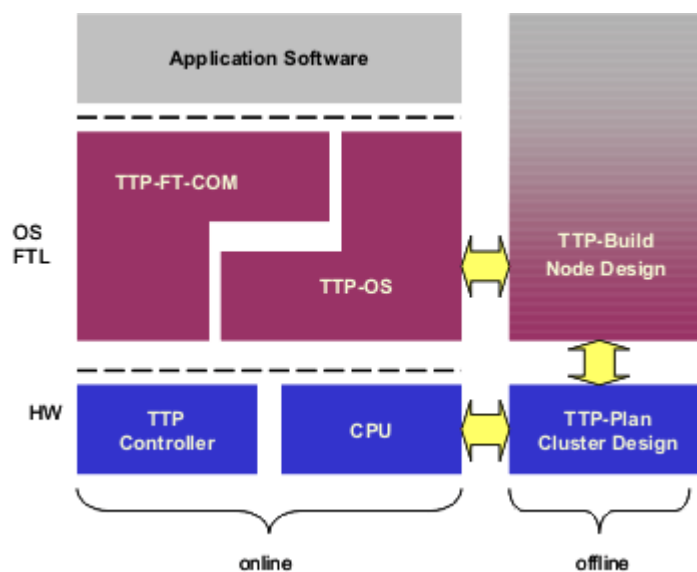 Application Software
TTP-FT-COM
OS
FTL
TTP-OS
TTP-Build
Node Design
HW
TTP
Controller
CPU
TTP-Plan
Cluster Design
online
offline